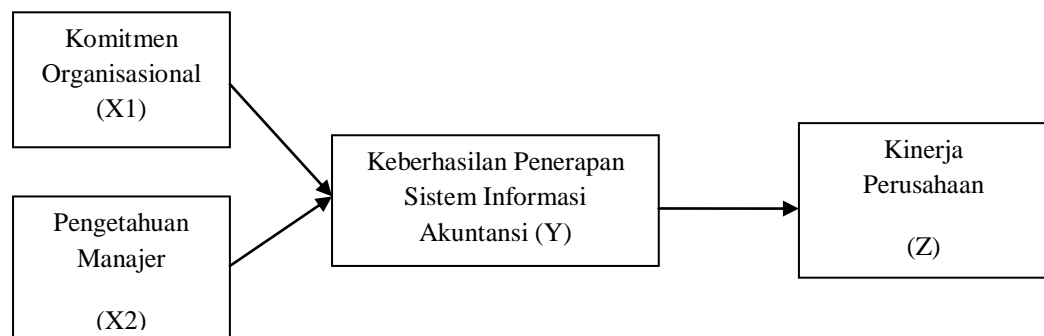 Komitmen
Organisasional
(X1)
Pengetahuan
Manajer
(X2)
Keberhasilan Penerapan
Sistem Informasi
Akuntansi (Y)
Kinerja
Perusahaan
(Z)